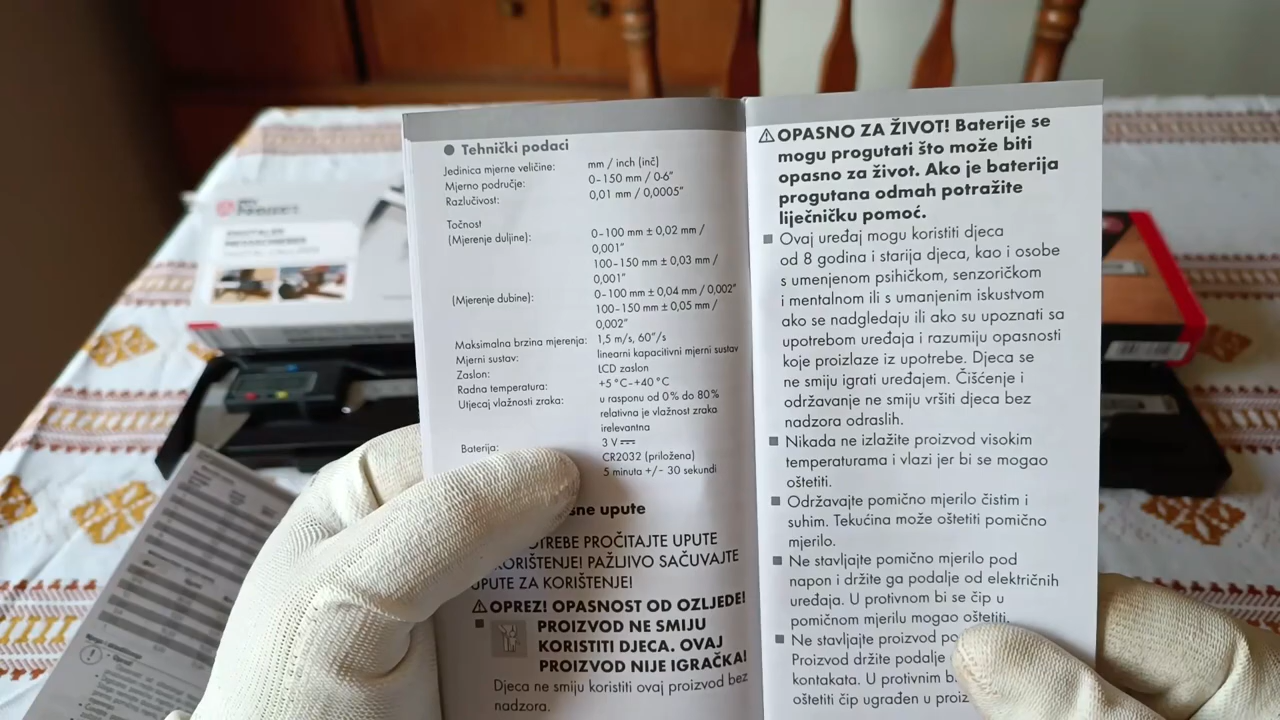 ● Tehnički podaci
Jedinica mjerne veličine: mm / inch (inč)
Mjerno područje: 0–150 mm / 0-6″
Razlučivost: 0,01 mm / 0,0005″
Točnost
(Mjerenje duljine): 0–100 mm ± 0,02 mm /
0,001″
100–150 mm ± 0,03 mm /
0,001″
(Mjerenje dubine): 0–100 mm ± 0,04 mm / 0,002″
100–150 mm ± 0,05 mm /
0,002″
Maksimalna brzina mjerenja: 1,5 m/s, 60″/s
Mjerni sustav: linearni kapacitivni mjerni sustav
Zaslon: LCD zaslon
Radna temperatura: +5 °C–+40 °C
Utjecaj vlažnosti zraka: u rasponu od 0 % do 80 %
relativna je vlažnost zraka
irelevantna
Baterija: 3 V
CR2032 (priložena)
5 minuta +/– 30 sekundi
sne upute
OTREBE PROČITAJTE UPUTE
KORIŠTENJE! PAŽLJIVO SAČUVAJTE
UPUTE ZA KORIŠTENJE!
⚠ OPREZ! OPASNOST OD OZLJEDE!
■ PROIZVOD NE SMIJU
KORISTITI DJECA. OVAJ
PROIZVOD NIJE IGRAČKA!
Djeca ne smiju koristiti ovaj proizvod bez
nadzora.
⚠ OPASNO ZA ŽIVOT! Baterije se
mogu progutati što može biti
opasno za život. Ako je baterija
progutana odmah potražite
liječničku pomoć.
■ Ovaj uređaj mogu koristiti djeca
od 8 godina i starija djeca, kao i osobe
s umenjenom psihičkom, senzoričkom
i mentalnom ili s umanjenim iskustvom
ako se nadgledaju ili ako su upoznati sa
upotrebom uređaja i razumiju opasnosti
koje proizlaze iz upotrebe. Djeca se
ne smiju igrati uređajem. Čišćenje i
održavanje ne smiju vršiti djeca bez
nadzora odraslih.
■ Nikada ne izlažite proizvod visokim
temperaturama i vlazi jer bi se mogao
oštetiti.
■ Održavajte pomično mjerilo čistim i
suhim. Tekućina može oštetiti pomično
mjerilo.
■ Ne stavljajte pomično mjerilo pod
napon i držite ga podalje od električnih
uređaja. U protivnom bi se čip u
pomičnom mjerilu mogao oštetiti.
■ Ne stavljajte proizvod po
Proizvod držite podalje
kontakata. U protivnim b
oštetiti čip ugrađen u proiz